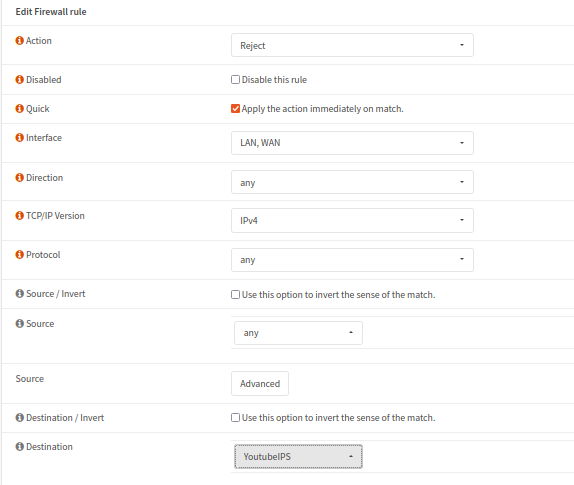 Edit Firewall rule
Action Reject
Disabled Disable this rule
Quick Apply the action immediately on match.
Interface LAN, WAN
Direction any
TCP/IP Version IPv4
Protocol any
Source / Invert Use this option to invert the sense of the match.
Source any
Source Advanced
Destination / Invert Use this option to invert the sense of the match.
Destination YoutubeIPS